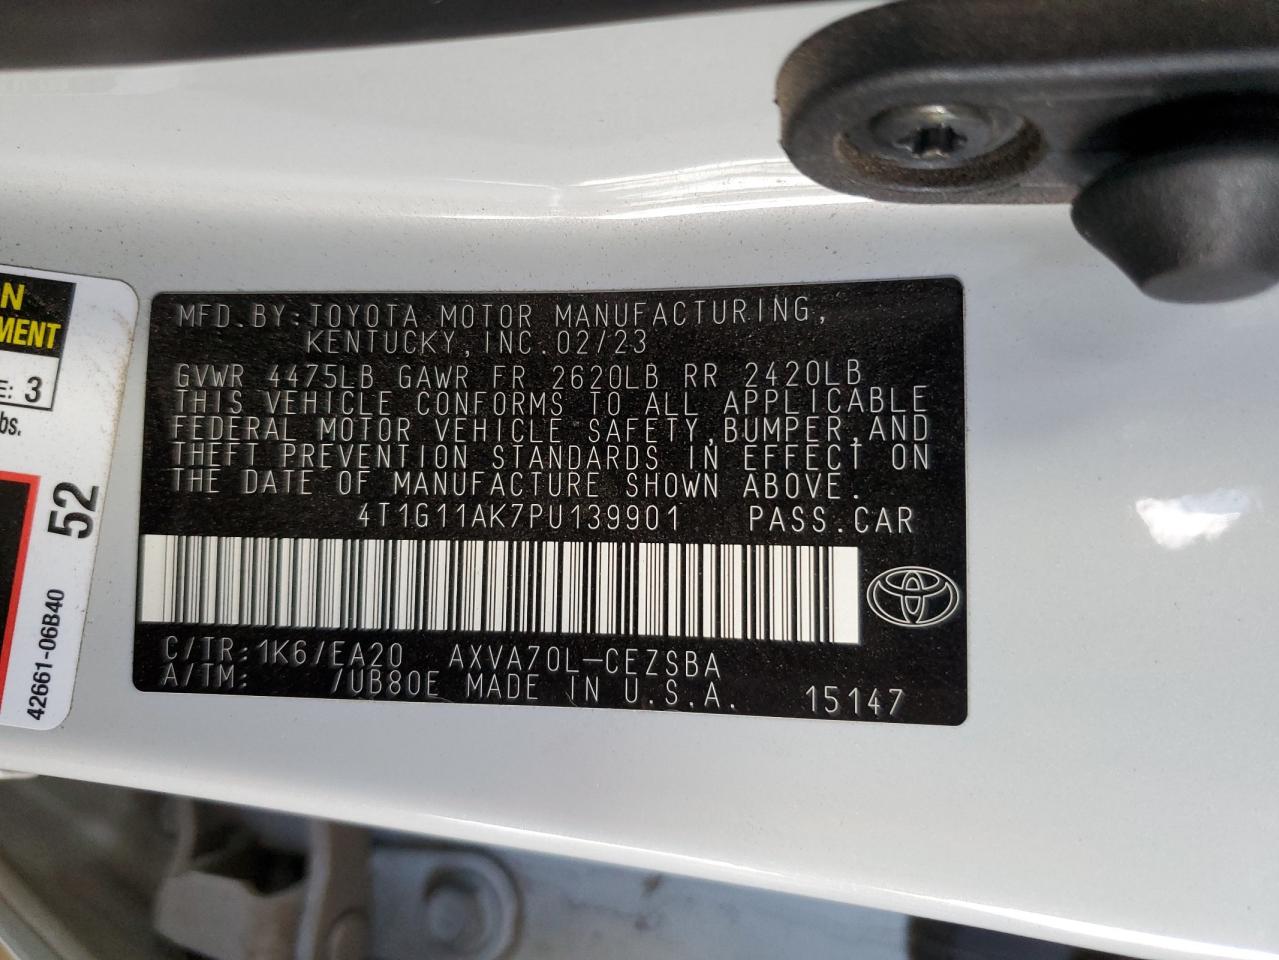 ON
MENT
E: 3
bs.
52
42661-06B40
MFD.BY:TOYOTA MOTOR MANUFACTURING,
KENTUCKY,INC.02/23
GVWR 4475LB GAWR FR 2620LB RR 2420LB
THIS VEHICLE CONFORMS TO ALL APPLICABLE
FEDERAL MOTOR VEHICLE SAFETY,BUMPER,AND
THEFT PREVENTION STANDARDS IN EFFECT ON
THE DATE OF MANUFACTURE SHOWN ABOVE.
4T1G11AK7PU139901 PASS.CAR
C/TR:1K6/EA20 AXVA70L-CEZSBA
A/TM: /UB80E MADE IN U.S.A. 15147